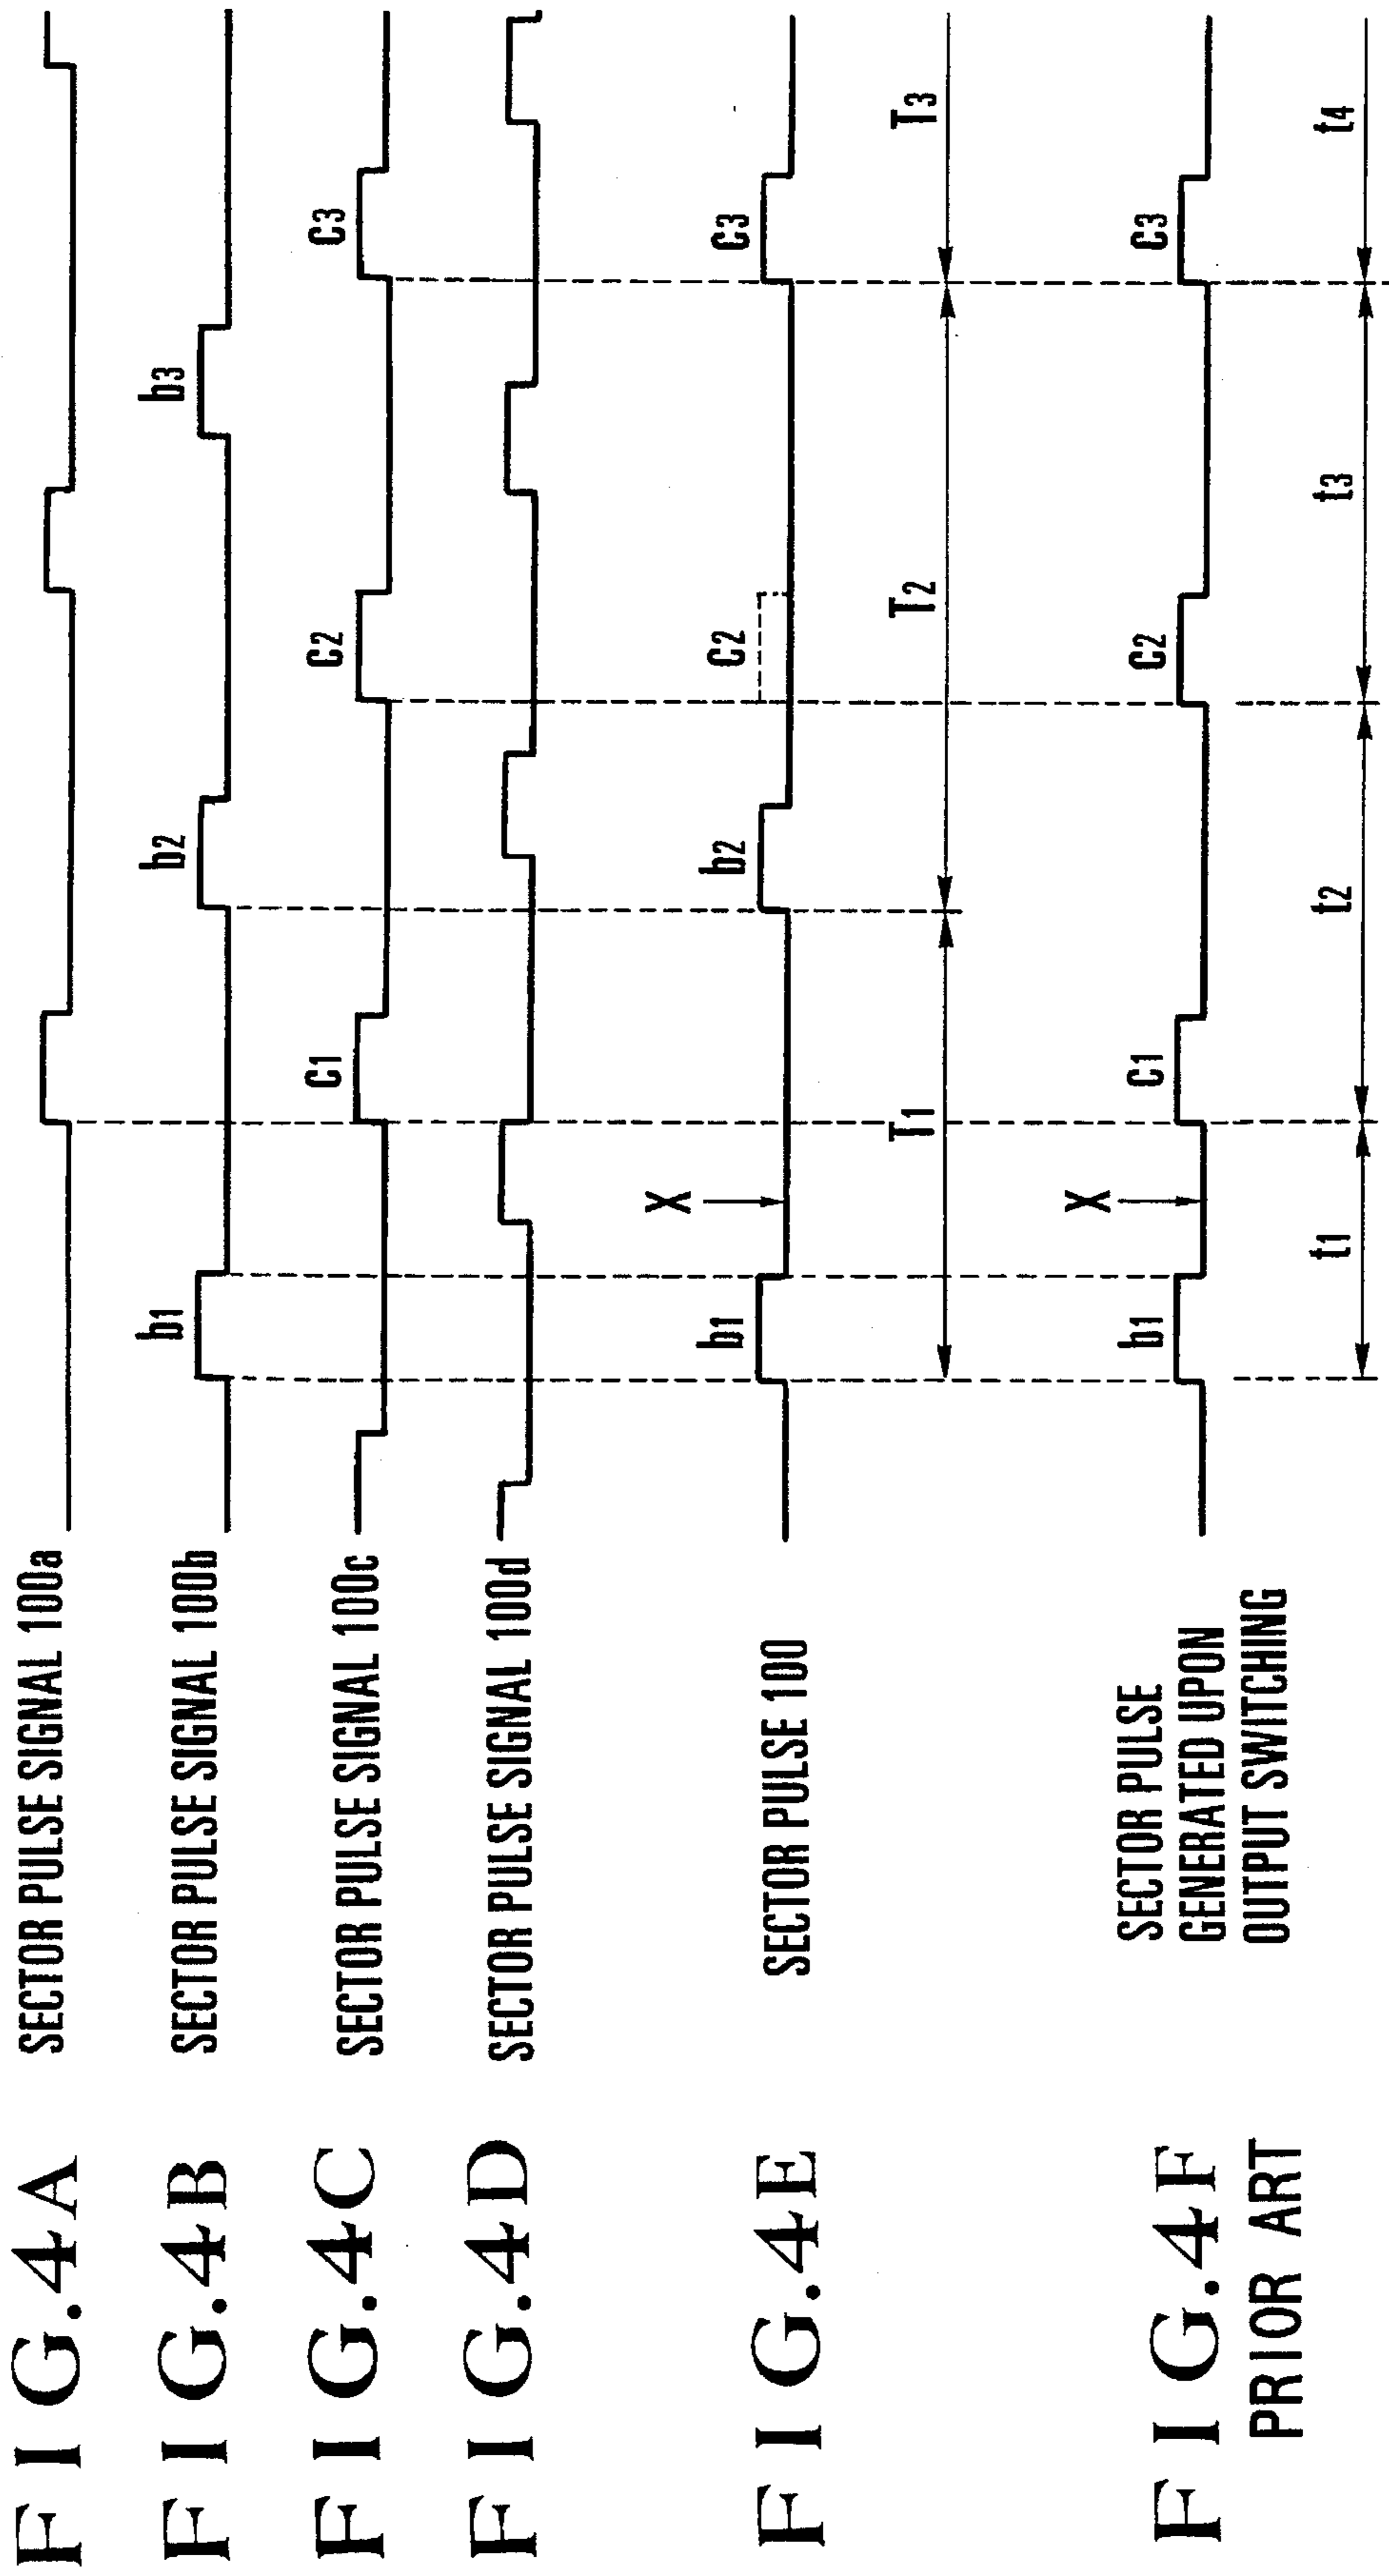 FIG.4A SECTOR PULSE SIGNAL 100a
FIG.4B SECTOR PULSE SIGNAL 100b
b1 b2 b3
FIG.4C SECTOR PULSE SIGNAL 100c
C1 C2 C3
FIG.4D SECTOR PULSE SIGNAL 100d
FIG.4E SECTOR PULSE 100
b1 X b2 C2 C3
T1 T2 T3
FIG.4F
PRIOR ART
SECTOR PULSE
GENERATED UPON
OUTPUT SWITCHING
b1 X C1 C2 C3
t1 t2 t3 t4